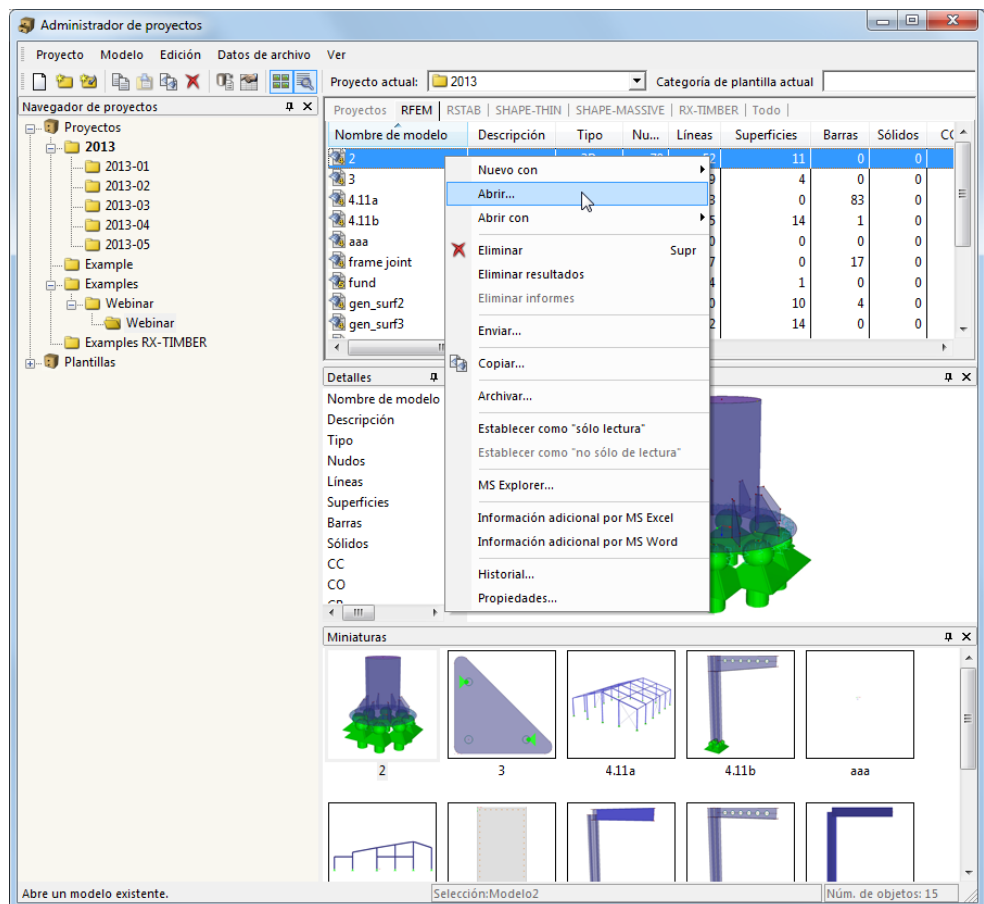 Administrador de proyectos
Proyecto Modelo Edición Datos de archivo Ver
Proyecto actual: 2013 Categoría de plantilla actual
Navegador de proyectos
Proyectos
2013
2013-01
2013-02
2013-03
2013-04
2013-05
Example
Examples
Webinar
Webinar
Examples RX-TIMBER
Plantillas
Proyectos RFEM RSTAB SHAPE-THIN SHAPE-MASSIVE RX-TIMBER Todo
Nombre de modelo Descripción Tipo Nu... Líneas Superficies Barras Sólidos
2 11 0 0
3 4 0 0
4.11a 0 83 0
4.11b 14 1 0
aaa 0 0 0
frame joint 0 17 0
fund 1 0 0
gen_surf2 10 4 0
gen_surf3 14 0 0
Nuevo con
Abrir...
Abrir con
Eliminar Supr
Eliminar resultados
Eliminar informes
Enviar...
Copiar...
Archivar...
Establecer como "sólo lectura"
Establecer como "no sólo de lectura"
MS Explorer...
Información adicional por MS Excel
Información adicional por MS Word
Historial...
Propiedades...
Detalles
Nombre de modelo
Descripción
Tipo
Nudos
Líneas
Superficies
Barras
Sólidos
CC
CO
Miniaturas
2 3 4.11a 4.11b aaa
Abre un modelo existente. Selección:Modelo2 Núm. de objetos: 15